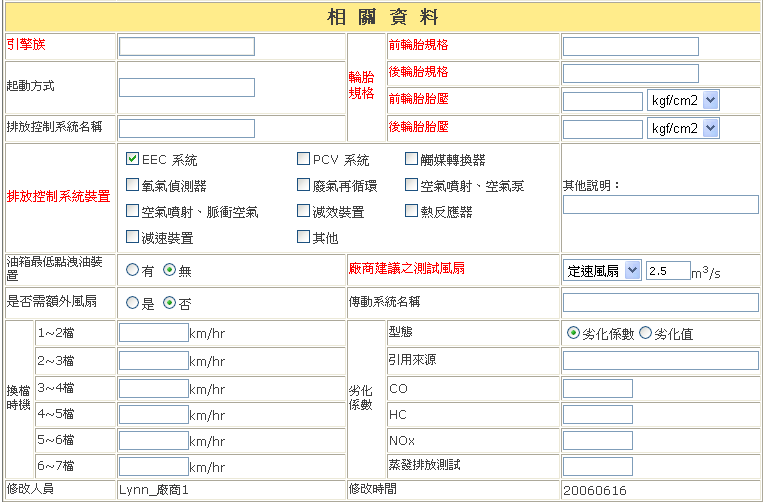 相 關 資 料
引擎族
輪胎規格
前輪胎規格
後輪胎規格
起動方式
前輪胎胎壓
kgf/cm2
排放控制系統名稱
後輪胎胎壓
kgf/cm2
排放控制系統裝置
EEC 系統
PCV 系統
觸媒轉換器
氧氣偵測器
廢氣再循環
空氣噴射、空氣泵
空氣噴射、脈衝空氣
減效裝置
熱反應器
減速裝置
其他
其他說明：
油箱最低點洩油裝
置
有
無
廠商建議之測試風扇
定速風扇
2.5
m3/s
是否需額外風扇
是
否
傳動系統名稱
換檔
時機
1~2檔
km/hr
2~3檔
km/hr
3~4檔
km/hr
4~5檔
km/hr
5~6檔
km/hr
6~7檔
km/hr
劣化
係數
型態
劣化係數
劣化值
引用來源
CO
HC
NOx
蒸發排放測試
修改人員
Lynn_廠商1
修改時間
20060616